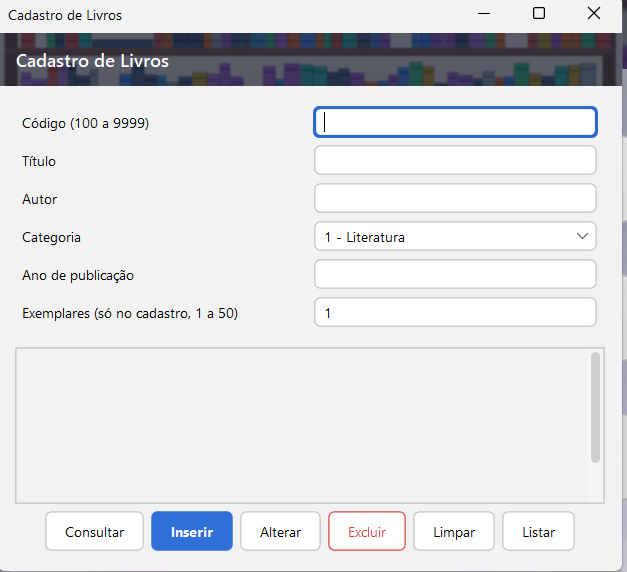 Cadastro de Livros
Cadastro de Livros
Código (100 a 9999)
Título
Autor
Categoria 1 - Literatura
Ano de publicação
Exemplares (só no cadastro, 1 a 50) 1
Consultar Inserir Alterar Excluir Limpar Listar